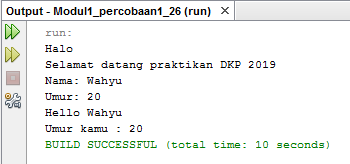 Output - Modul1_percobaan1_26 (run)
run:
Halo
Selamat datang praktikan DKP 2019
Nama: Wahyu
Umur: 20
Hello Wahyu
Umur kamu : 20
BUILD SUCCESSFUL (total time: 10 seconds)